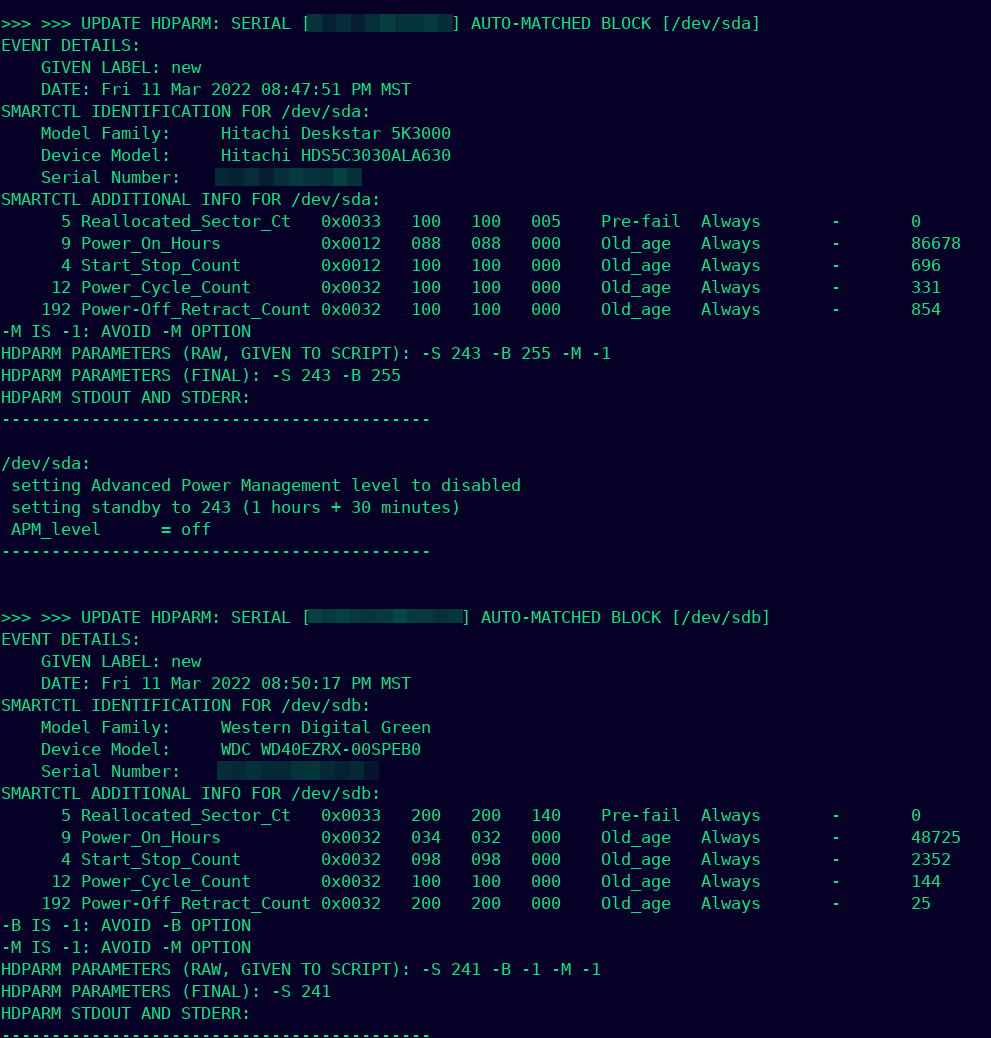 >>> >>> UPDATE HDPARM: SERIAL [] AUTO-MATCHED BLOCK [/dev/sda]
EVENT DETAILS:
    GIVEN LABEL: new
    DATE: Fri 11 Mar 2022 08:47:51 PM MST
SMARTCTL IDENTIFICATION FOR /dev/sda:
    Model Family:     Hitachi Deskstar 5K3000
    Device Model:     Hitachi HDS5C3030ALA630
    Serial Number:
SMARTCTL ADDITIONAL INFO FOR /dev/sda:
      5 Reallocated_Sector_Ct   0x0033   100   100   005    Pre-fail  Always       -       0
      9 Power_On_Hours          0x0012   088   088   000    Old_age   Always       -       86678
      4 Start_Stop_Count        0x0012   100   100   000    Old_age   Always       -       696
     12 Power_Cycle_Count       0x0032   100   100   000    Old_age   Always       -       331
    192 Power-Off_Retract_Count 0x0032   100   100   000    Old_age   Always       -       854
-M IS -1: AVOID -M OPTION
HDPARM PARAMETERS (RAW, GIVEN TO SCRIPT): -S 243 -B 255 -M -1
HDPARM PARAMETERS (FINAL): -S 243 -B 255
HDPARM STDOUT AND STDERR:
-------------------------------------------
/dev/sda:
 setting Advanced Power Management level to disabled
 setting standby to 243 (1 hours + 30 minutes)
 APM_level      = off
-------------------------------------------
>>> >>> UPDATE HDPARM: SERIAL [] AUTO-MATCHED BLOCK [/dev/sdb]
EVENT DETAILS:
    GIVEN LABEL: new
    DATE: Fri 11 Mar 2022 08:50:17 PM MST
SMARTCTL IDENTIFICATION FOR /dev/sdb:
    Model Family:     Western Digital Green
    Device Model:     WDC WD40EZRX-00SPEB0
    Serial Number:
SMARTCTL ADDITIONAL INFO FOR /dev/sdb:
      5 Reallocated_Sector_Ct   0x0033   200   200   140    Pre-fail  Always       -       0
      9 Power_On_Hours          0x0032   034   032   000    Old_age   Always       -       48725
      4 Start_Stop_Count        0x0032   098   098   000    Old_age   Always       -       2352
     12 Power_Cycle_Count       0x0032   100   100   000    Old_age   Always       -       144
    192 Power-Off_Retract_Count 0x0032   200   200   000    Old_age   Always       -       25
-B IS -1: AVOID -B OPTION
-M IS -1: AVOID -M OPTION
HDPARM PARAMETERS (RAW, GIVEN TO SCRIPT): -S 241 -B -1 -M -1
HDPARM PARAMETERS (FINAL): -S 241
HDPARM STDOUT AND STDERR:
-------------------------------------------